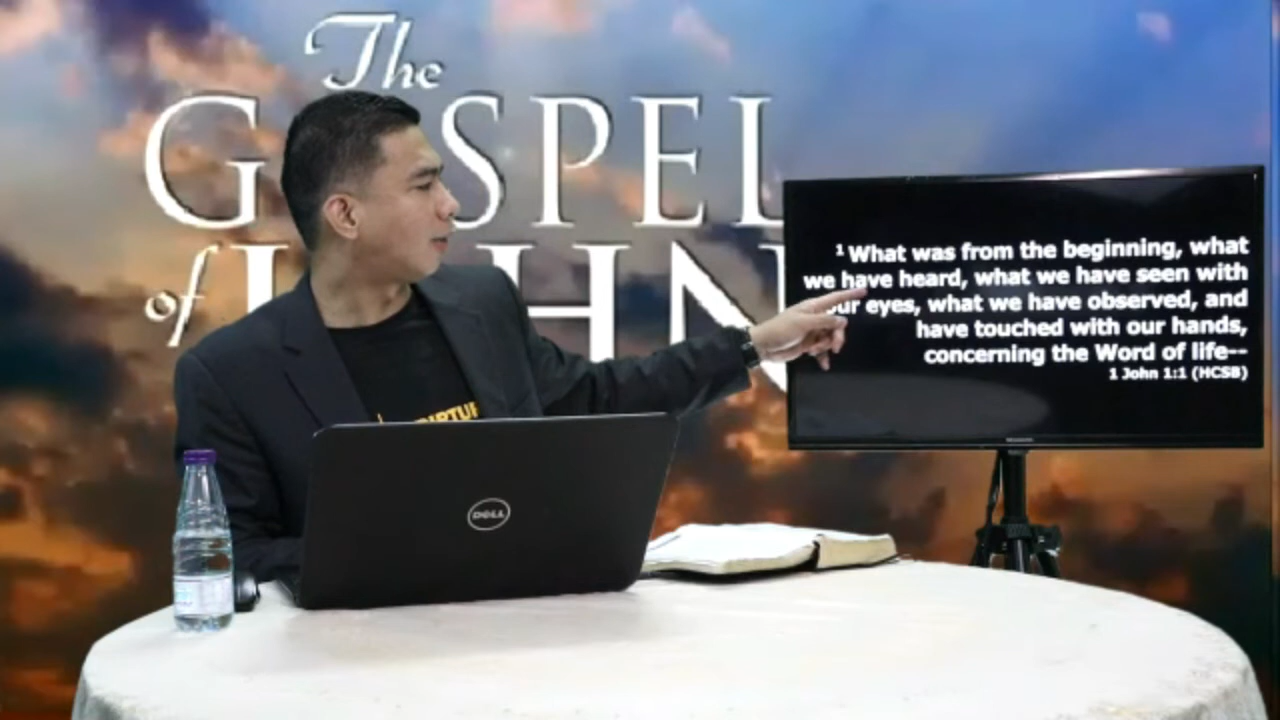 The
G SPEL
of J HN
1 What was from the beginning, what
we have heard, what we have seen with
our eyes, what we have observed, and
have touched with our hands,
concerning the Word of life--
1 John 1:1 (HCSB)
DELL